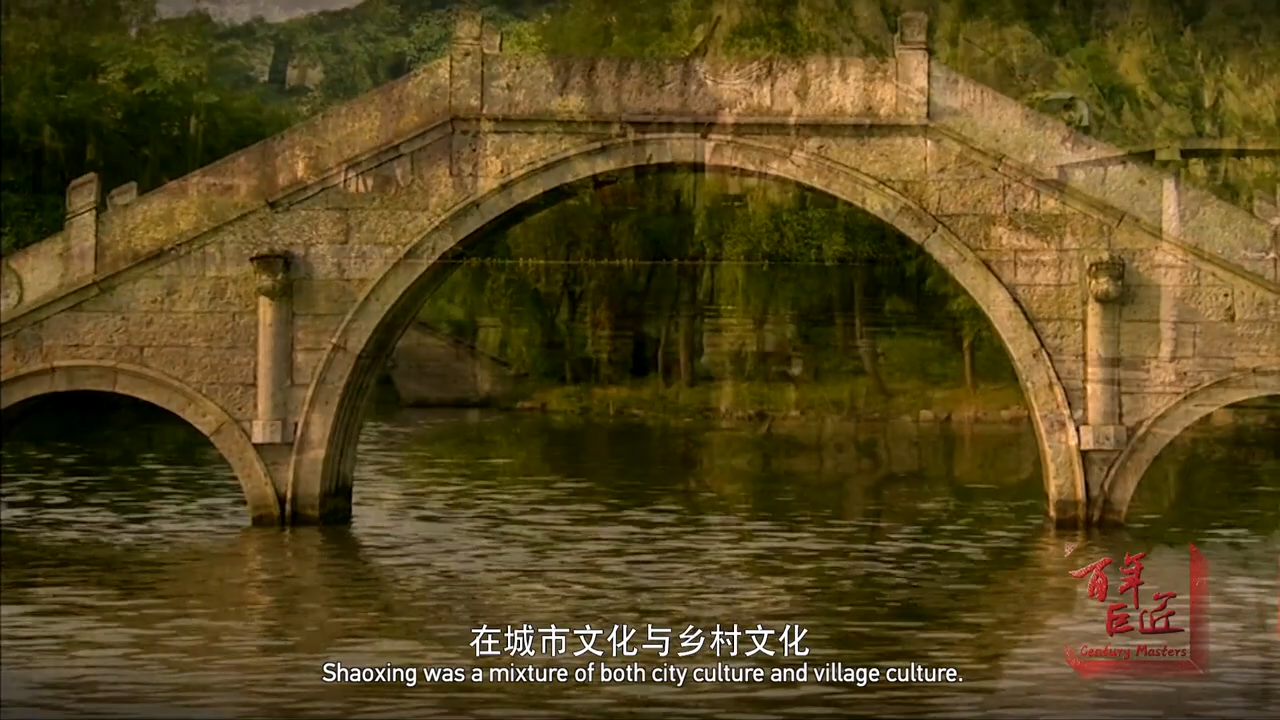 百年
巨匠
Century Masters
在城市文化与乡村文化
Shaoxing was a mixture of both city culture and village culture.